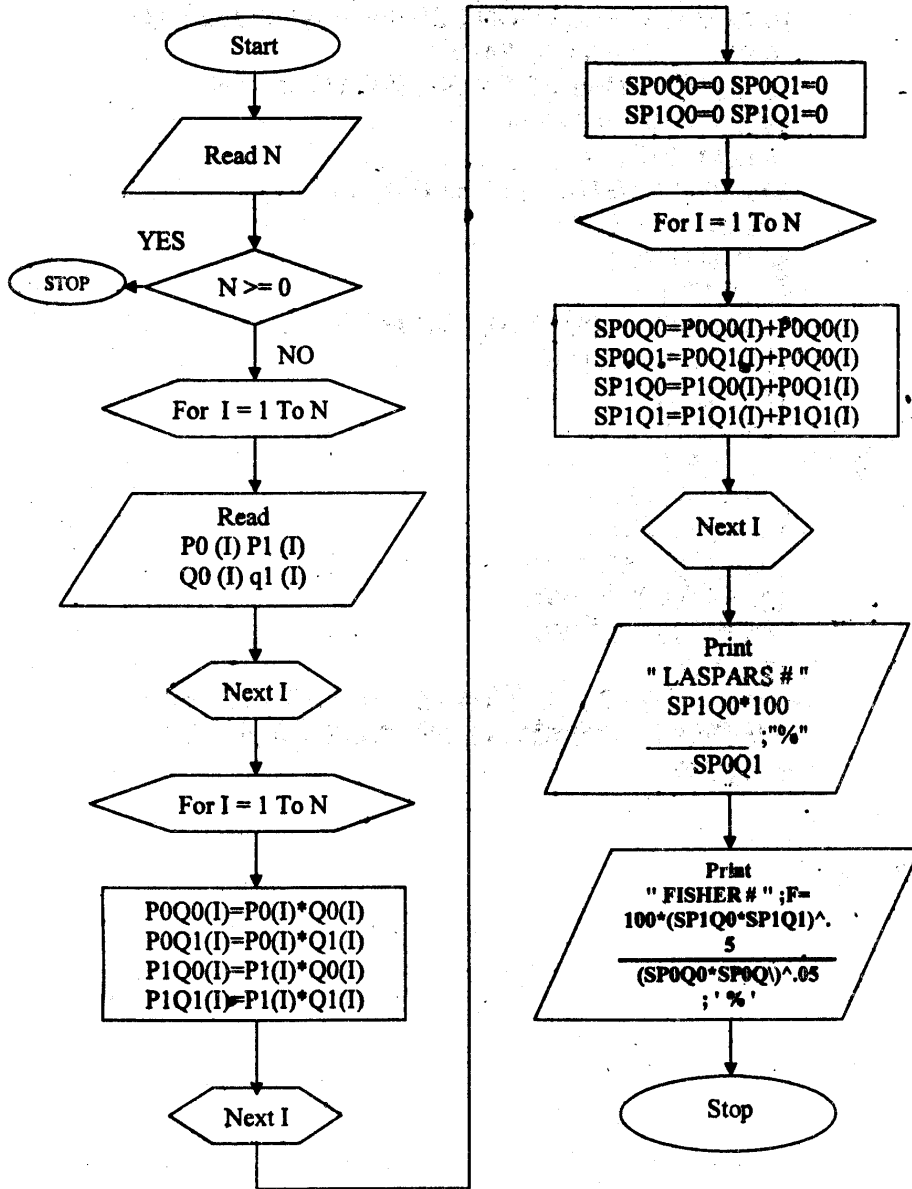 Start
Read N
YES
N >= 0
STOP
NO
For I = 1 To N
Read
P0 (I) P1 (I)
Q0 (I) q1 (I)
Next I
For I = 1 To N
P0Q0(I)=P0(I)*Q0(I)
P0Q1(I)=P0(I)*Q1(I)
P1Q0(I)=P1(I)*Q0(I)
P1Q1(I)=P1(I)*Q1(I)
Next I
SP0Q0=0 SP0Q1=0
SP1Q0=0 SP1Q1=0
For I = 1 To N
SP0Q0=P0Q0(I)+P0Q0(I)
SP0Q1=P0Q1(I)+P0Q0(I)
SP1Q0=P1Q0(I)+P0Q1(I)
SP1Q1=P1Q1(I)+P1Q1(I)
Next I
Print
" LASPARS # "
SP1Q0*100
;"%"
SP0Q1
Print
" FISHER # " ;F=
100*(SP1Q0*SP1Q1)^.
5
(SP0Q0*SP0Q\)^.05
; ' % '
Stop